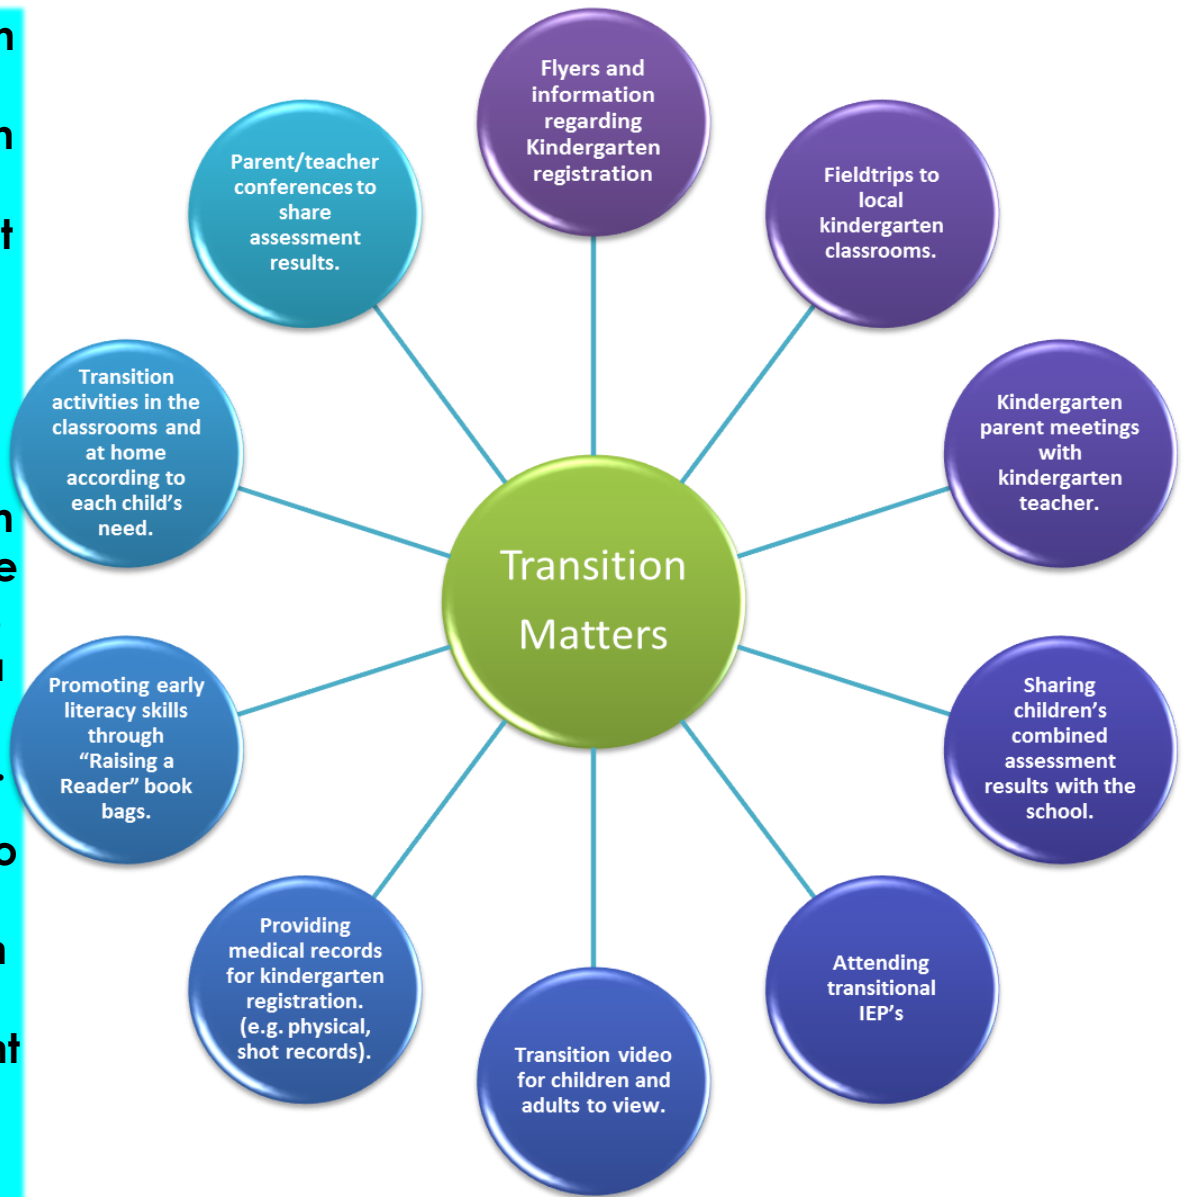 Flyers and
information
regarding
Kindergarten
registration
Fieldtrips to
local
kindergarten
classrooms.
Kindergarten
parent meetings
with
kindergarten
teacher.
Sharing
children’s
combined
assessment
results with the
school.
Attending
transitional
IEP’s
Transition video
for children and
adults to view.
Providing
medical records
for kindergarten
registration.
(e.g. physical,
shot records).
Promoting early
literacy skills
through
“Raising a
Reader” book
bags.
Transition
activities in the
classrooms and
at home
according to
each child’s
need.
Parent/teacher
conferences to
share
assessment
results.
Transition
Matters